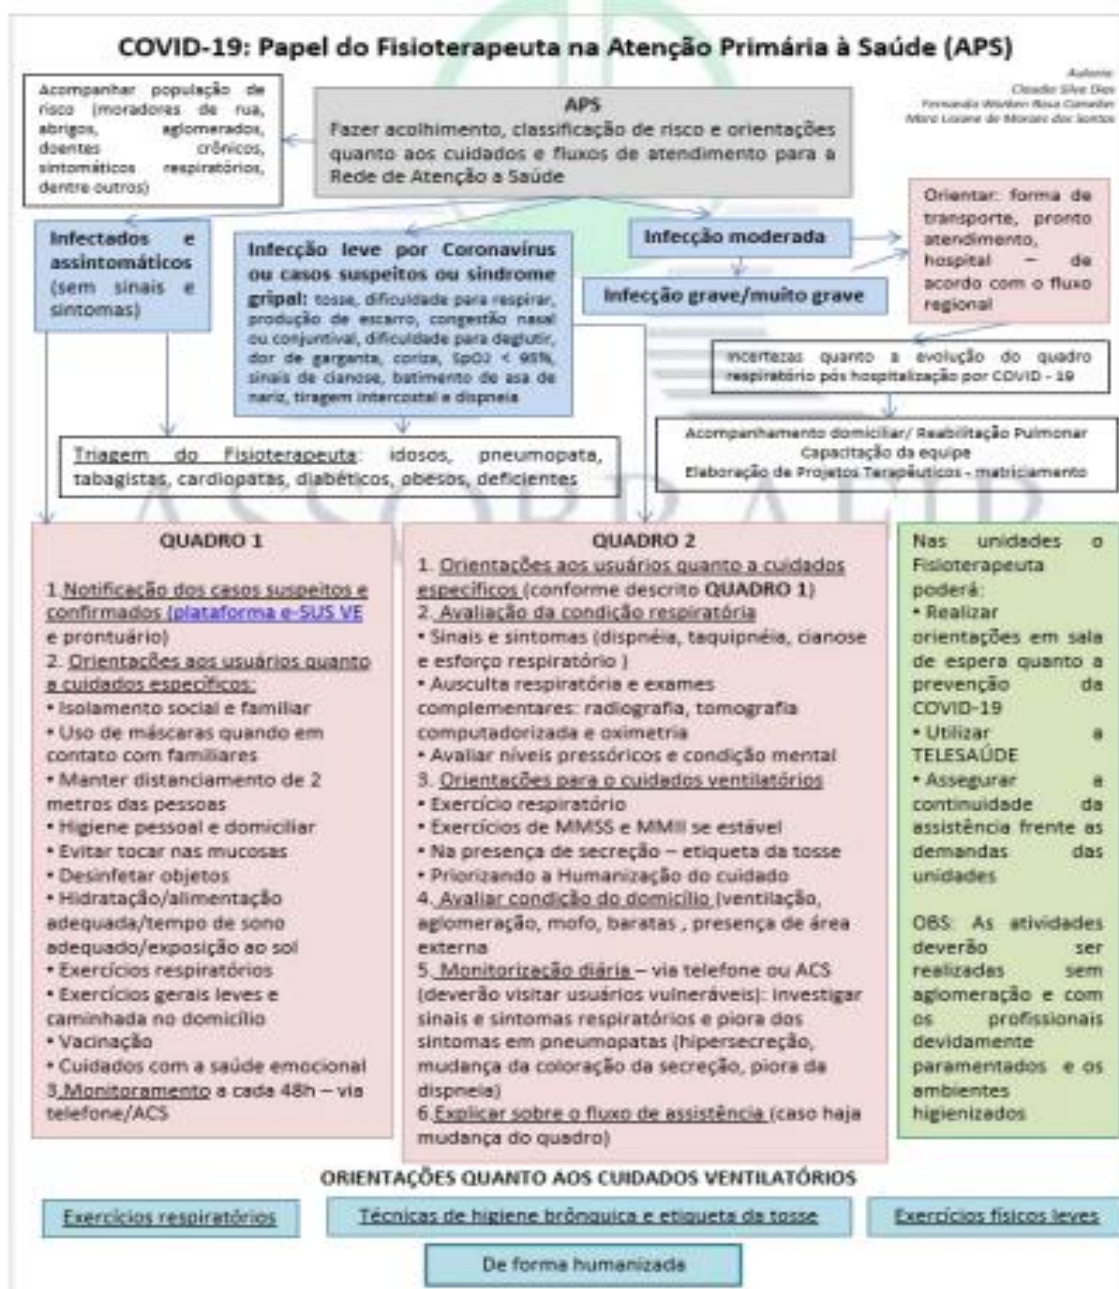 COVID-19: Papel do Fisioterapeuta na Atenção Primária à Saúde (APS)
Autoria:
Claudia Silva Dias
Fernanda Rosa
Mara Lisiane de Moraes dos Santos
Acompanhar população de
risco (moradores de rua,
abrigos, aglomerados,
doentes crônicos,
sintomáticos respiratórios,
dentre outros)
APS
Fazer acolhimento, classificação de risco e orientações
quanto aos cuidados e fluxos de atendimento para a
Rede de Atenção a Saúde
Orientar: forma de
transporte, pronto
atendimento,
hospital – de
acordo com o fluxo
regional
Infectados e
assintomáticos
(sem sinais e
sintomas)
Infecção leve por Coronavírus
ou casos suspeitos ou síndrome
gripal: tosse, dificuldade para respirar,
produção de escarro, congestão nasal
ou conjuntival, dificuldade para deglutir,
dor de garganta, coriza, SpO2 < 95%,
sinais de cianose, batimento de asa de
nariz, tiragem intercostal e dispneia
Infecção moderada
Infecção grave/muito grave
Incertezas quanto a evolução do quadro
respiratório pós hospitalização por COVID - 19
Acompanhamento domiciliar/ Reabilitação Pulmonar
Capacitação da equipe
Elaboração de Projetos Terapêuticos - matriciamento
Triagem do Fisioterapeuta: idosos, pneumopata,
tabagistas, cardiopatas, diabéticos, obesos, deficientes
ASSOBRAFIR
QUADRO 1
1.Notificação dos casos suspeitos e
confirmados (plataforma e-SUS VE
e prontuário)
2. Orientações aos usuários quanto
a cuidados específicos:
• Isolamento social e familiar
• Uso de máscaras quando em
contato com familiares
• Manter distanciamento de 2
metros das pessoas
• Higiene pessoal e domiciliar
• Evitar tocar nas mucosas
• Desinfetar objetos
• Hidratação/alimentação
adequada/tempo de sono
adequado/exposição ao sol
• Exercícios respiratórios
• Exercícios gerais leves e
caminhada no domicílio
• Vacinação
• Cuidados com a saúde emocional
3.Monitoramento a cada 48h – via
telefone/ACS
QUADRO 2
1. Orientações aos usuários quanto a cuidados
específicos (conforme descrito QUADRO 1)
2. Avaliação da condição respiratória
• Sinais e sintomas (dispnéia, taquipnéia, cianose
e esforço respiratório )
• Ausculta respiratória e exames
complementares: radiografia, tomografia
computadorizada e oximetria
• Avaliar níveis pressóricos e condição mental
3. Orientações para o cuidados ventilatórios
• Exercício respiratório
• Exercícios de MMSS e MMII se estável
• Na presença de secreção – etiqueta da tosse
• Priorizando a Humanização do cuidado
4. Avaliar condição do domicílio (ventilação,
aglomeração, mofo, baratas , presença de área
externa
5. Monitorização diária – via telefone ou ACS
(deverão visitar usuários vulneráveis): investigar
sinais e sintomas respiratórios e piora dos
sintomas em pneumopatas (hipersecreção,
mudança da coloração da secreção, piora da
dispneia)
6.Explicar sobre o fluxo de assistência (caso haja
mudança do quadro)
Nas unidades o
Fisioterapeuta
poderá:
• Realizar
orientações em sala
de espera quanto a
prevenção da
COVID-19
• Utilizar a
TELESAÚDE
• Assegurar a
continuidade da
assistência frente as
demandas das
unidades
OBS: As atividades
deverão ser
realizadas sem
aglomeração e com
os profissionais
devidamente
paramentados e os
ambientes
higienizados
ORIENTAÇÕES QUANTO AOS CUIDADOS VENTILATÓRIOS
Exercícios respiratórios
Técnicas de higiene brônquica e etiqueta da tosse
Exercícios físicos leves
De forma humanizada